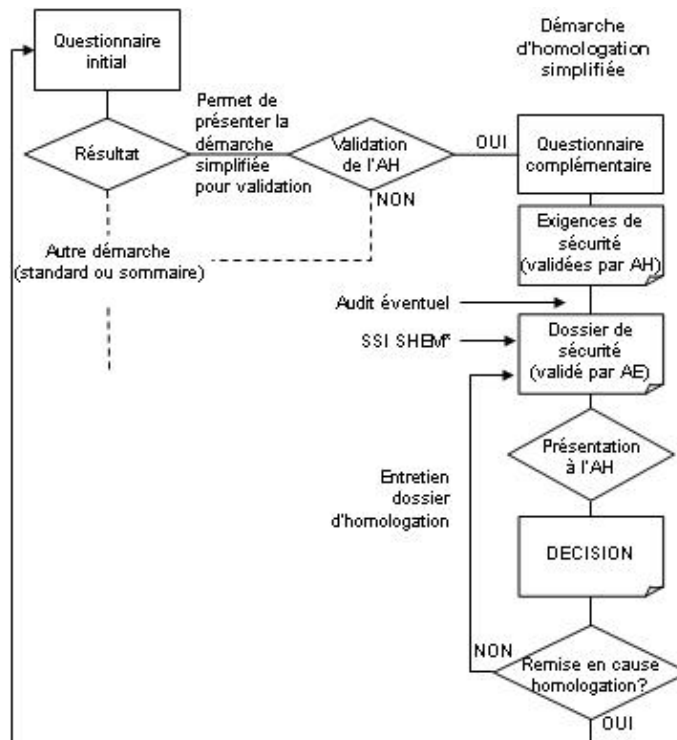 Questionnaire
initial
Démarche
d'homologation
simplifiée
Résultat
Permet de
présenter la
démarche
simplifiée
pour validation
Validation
de l'AH
OUI
NON
Questionnaire
complémentaire
Autre démarche
(standard ou sommaire)
Exigences de
sécurité
(validées par AH)
Audit éventuel
SSI
Dossier de
sécurité
(validé par AE)
Présentation
à l'AH
Entretien
dossier
d'homologation
DECISION
NON
Remise en cause
homologation?
OUI